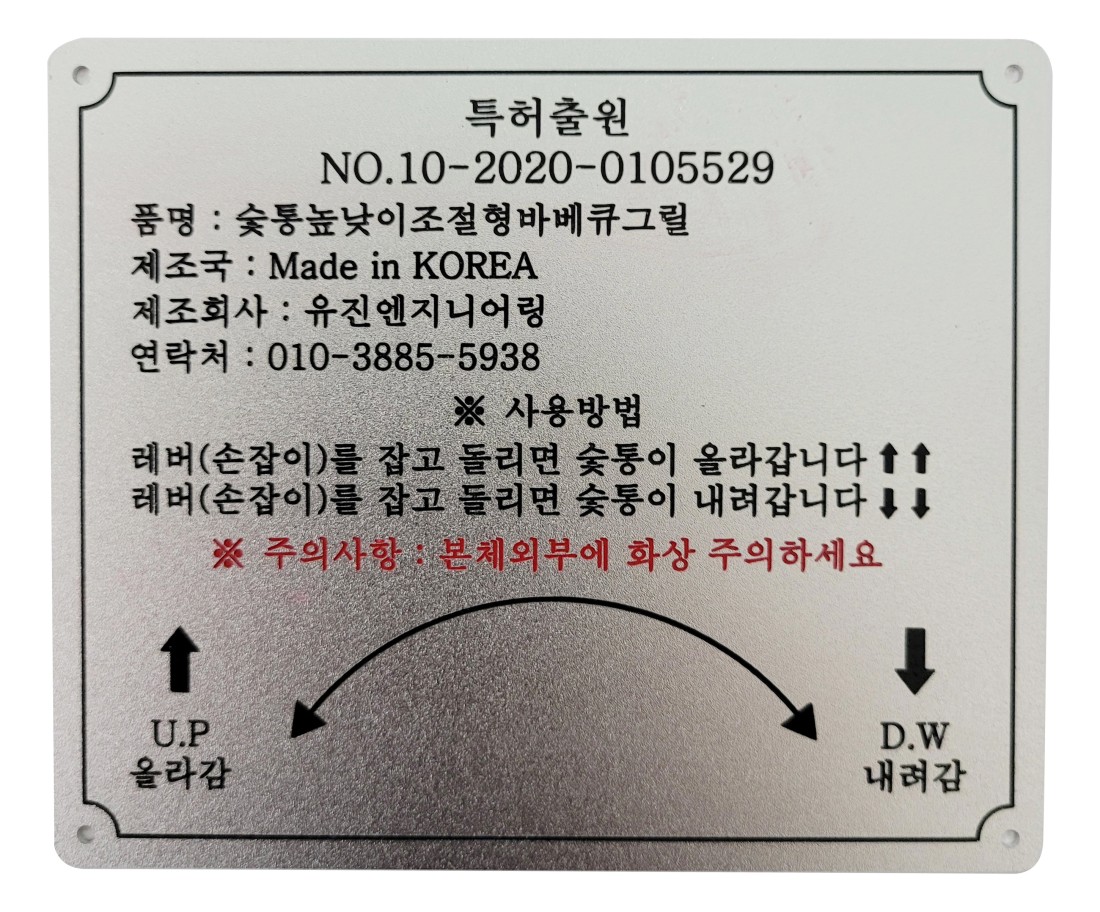 특허출원
NO.10-2020-0105529
품명 : 숯통높낮이조절형바베큐그릴
제조국 : Made in KOREA
제조회사 : 유진엔지니어링
연락처 : 010-3885-5938
※ 사용방법
레버(손잡이)를 잡고 돌리면 숯통이 올라갑니다 ⬆⬆
레버(손잡이)를 잡고 돌리면 숯통이 내려갑니다 ⬇⬇
※ 주의사항 : 본체외부에 화상 주의하세요
U.P
올라감
D.W
내려감